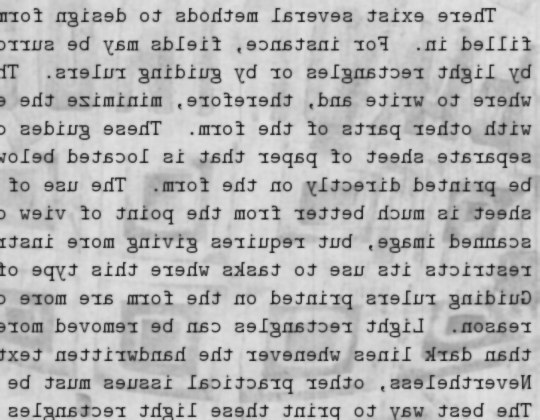 There exist several methods to design form
filled in. For instance, fields may be surro
by light rectangles or by guiding rulers. Th
where to write and, therefore, minimize the
with other parts of the form. These guides
separate sheet of paper that is located below
be printed directly on the form. The use of
sheet is much better from the point of view
scanned image, but requires giving more instr
restricts its use to tasks where this type of
Guiding rulers printed on the form are more
reason. Light rectangles can be removed more
than dark lines whenever the handwritten text
Nevertheless, other practical issues must be
The best way to print these light rectangles